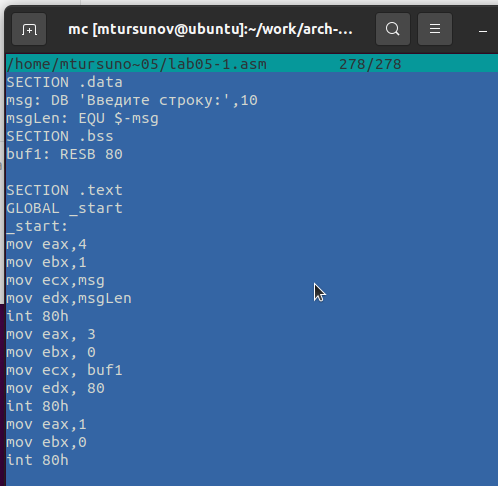 mc [mtursunov@ubuntu]:~/work/arch-...
/home/mtursuno~05/lab05-1.asm 278/278
SECTION .data
msg: DB 'Введите строку:',10
msgLen: EQU $-msg
SECTION .bss
buf1: RESB 80

SECTION .text
GLOBAL _start
_start:
mov eax,4
mov ebx,1
mov ecx,msg
mov edx,msgLen
int 80h
mov eax, 3
mov ebx, 0
mov ecx, buf1
mov edx, 80
int 80h
mov eax,1
mov ebx,0
int 80h